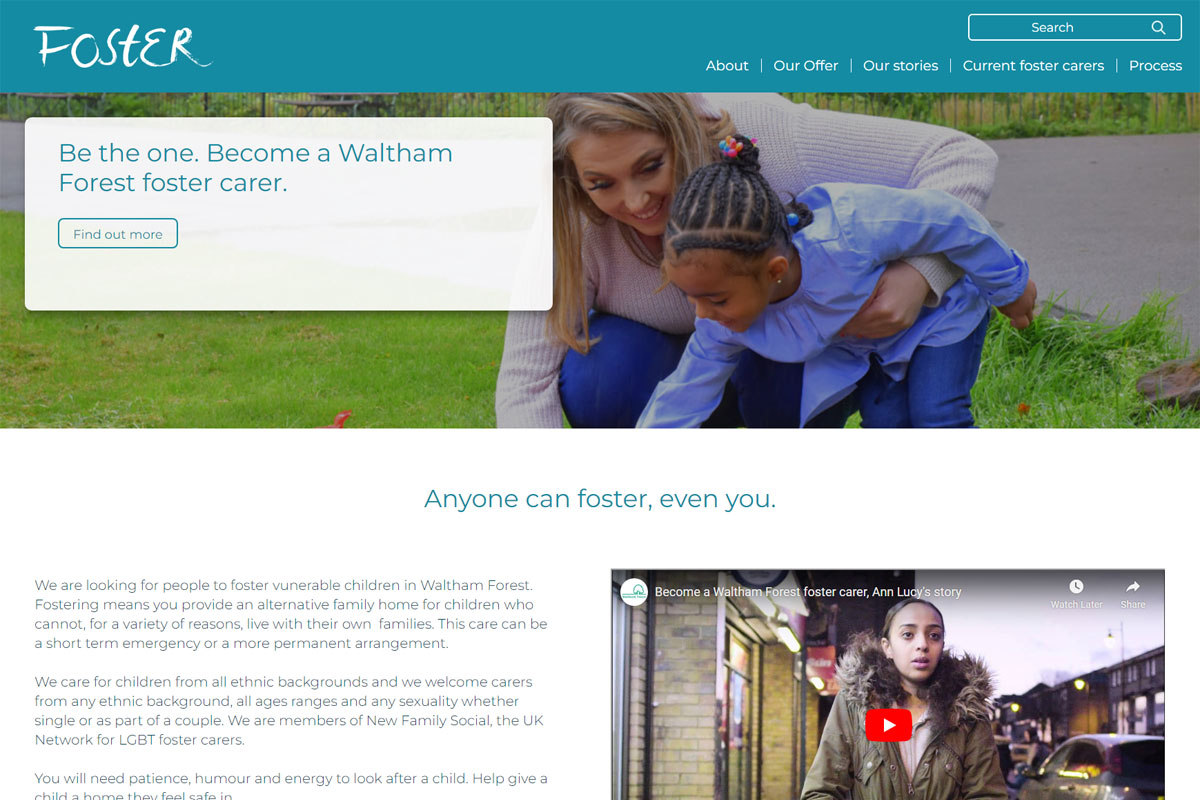 FOSTER
Search
About
Our Offer
Our stories
Current foster carers
Process
Be the one. Become a Waltham
Forest foster carer.
Find out more
Anyone can foster, even you.
We are looking for people to foster vunerable children in Waltham Forest.
Fostering means you provide an alternative family home for children who
cannot, for a variety of reasons, live with their own families. This care can be
a short term emergency or a more permanent arrangement.
We care for children from all ethnic backgrounds and we welcome carers
from any ethnic background, all ages ranges and any sexuality whether
single or as part of a couple. We are members of New Family Social, the UK
Network for LGBT foster carers.
You will need patience, humour and energy to look after a child. Help give a
child a home they feel safe in
Become a Waltham Forest foster carer, Ann Lucy's story
Watch Later
Share